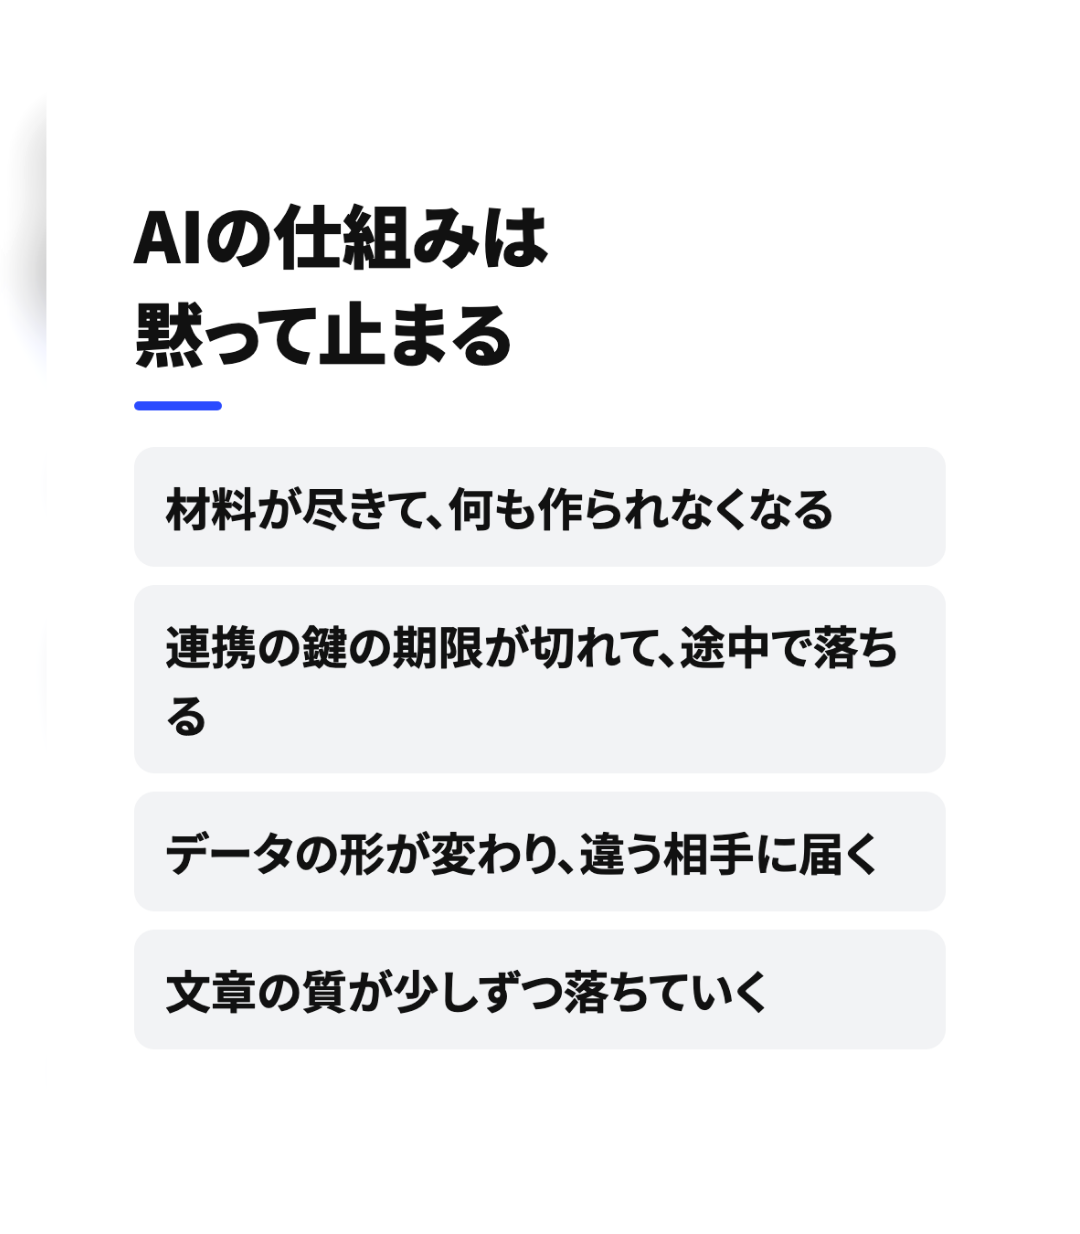 AIの仕組みは
黙って止まる
材料が尽きて、何も作られなくなる
連携の鍵の期限が切れて、途中で落ち
る
データの形が変わり、違う相手に届く
文章の質が少しずつ落ちていく